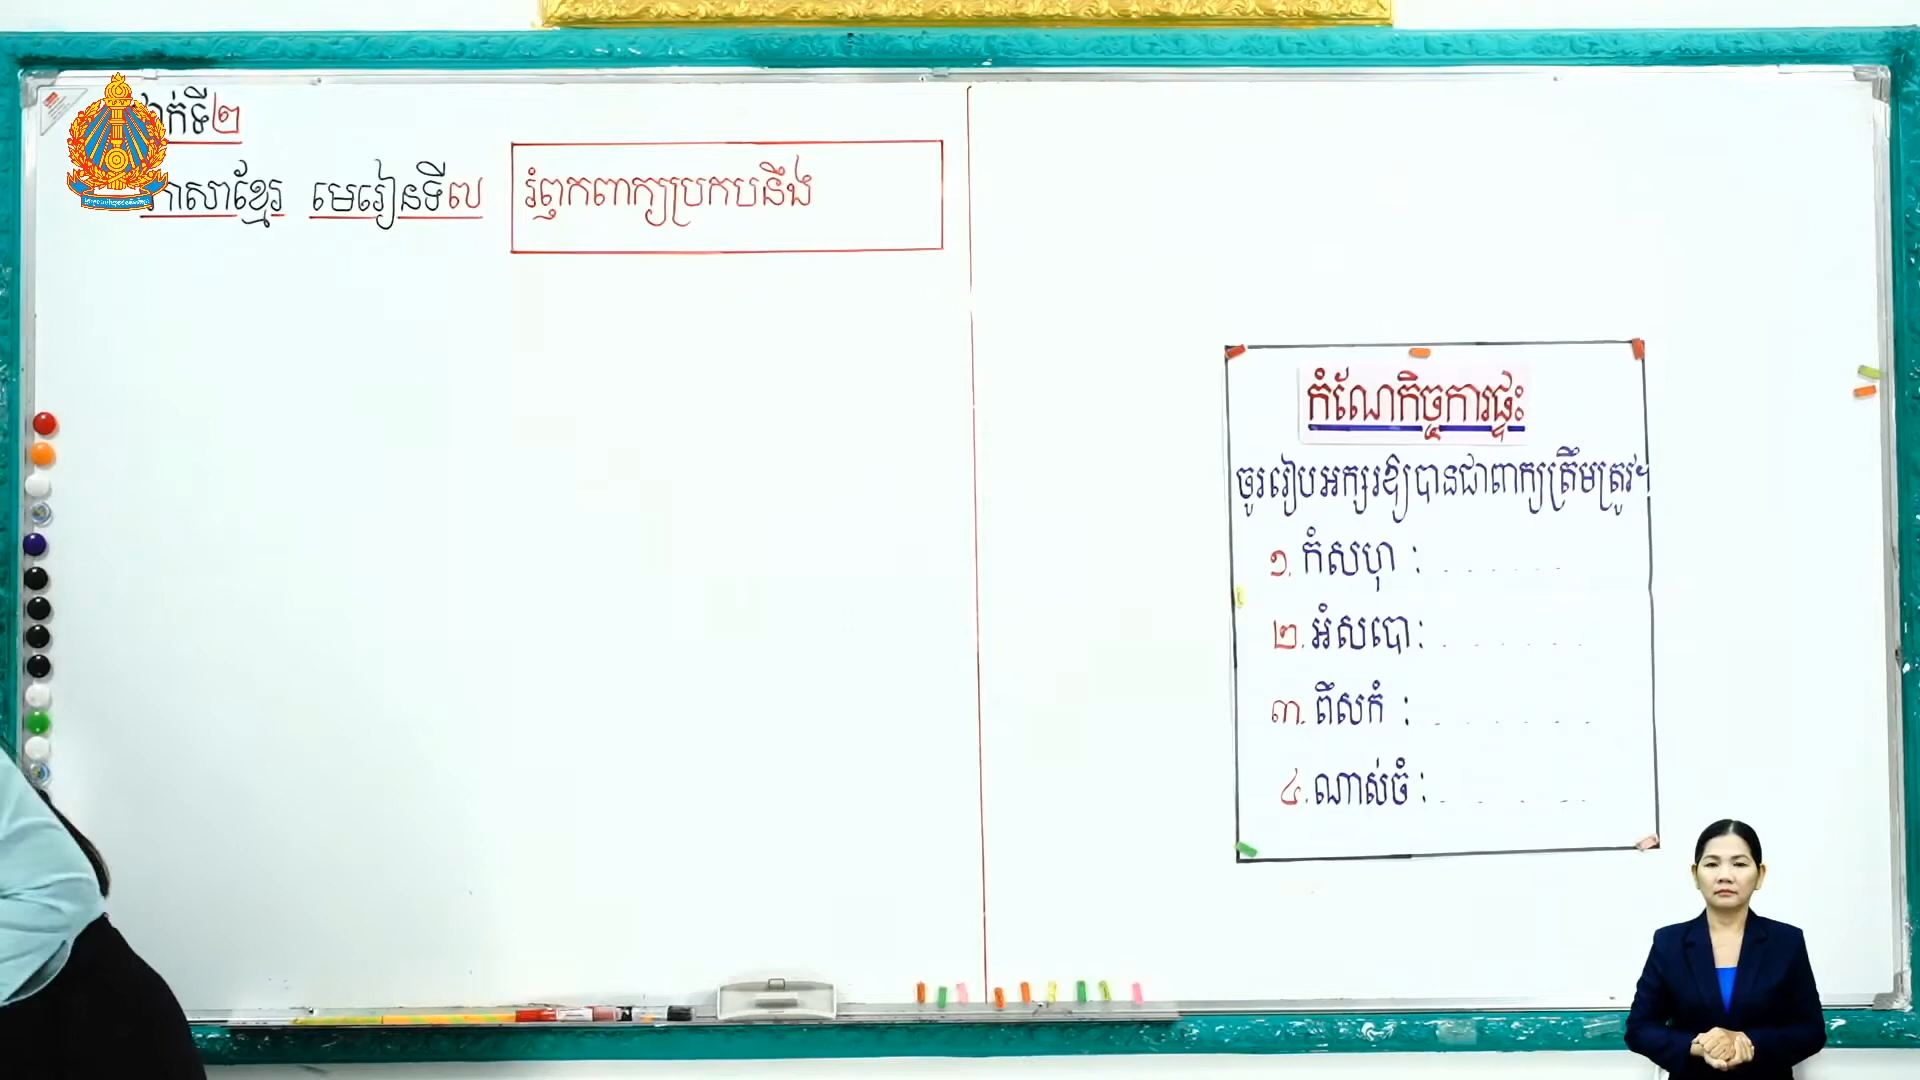 ថ្នាក់ទី២
ភាសាខ្មែរ មេរៀនទី៧ រំឭកពាក្យប្រកបនឹង
កំណែកិច្ចការផ្ទះ
ចូររៀបអក្សរឱ្យបានជាពាក្យត្រឹមត្រូវ។
១. កំសហុ :
២. អំសបោ :
៣. ពឹសកំ :
៤. ណាស់ចំ :